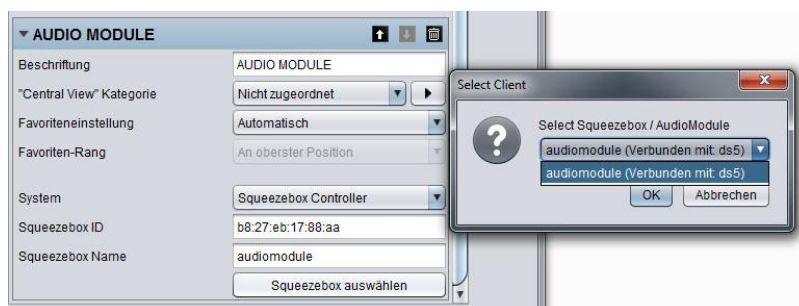 AUDIO MODULE
Beschriftung AUDIO MODULE
"Central View" Kategorie Nicht zugeordnet
Favoriteneinstellung Automatisch
Favoriten-Rang An oberster Position
System Squeezebox Controller
Squeezebox ID b8:27:eb:17:88:aa
Squeezebox Name audiomodule
Squeezebox auswählen
Select Client
Select Squeezebox / AudioModule
audiomodule (Verbunden mit: ds5)
audiomodule (Verbunden mit: ds5)
OK Abbrechen